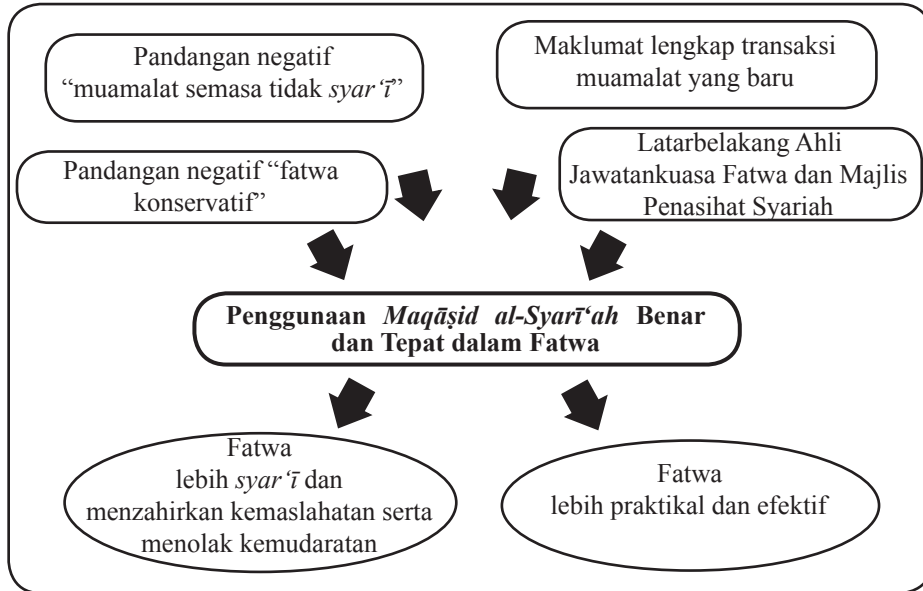 Pandangan negatif
“muamalat semasa tidak syar‘ī”
Maklumat lengkap transaksi
muamalat yang baru
Pandangan negatif “fatwa
konservatif”
Latarbelakang Ahli
Jawatankuasa Fatwa dan Majlis
Penasihat Syariah
Penggunaan Maqāṣid al-Syarī‘ah Benar
dan Tepat dalam Fatwa
Fatwa
lebih syar‘ī dan
menzahirkan kemaslahatan serta
menolak kemudaratan
Fatwa
lebih praktikal dan efektif